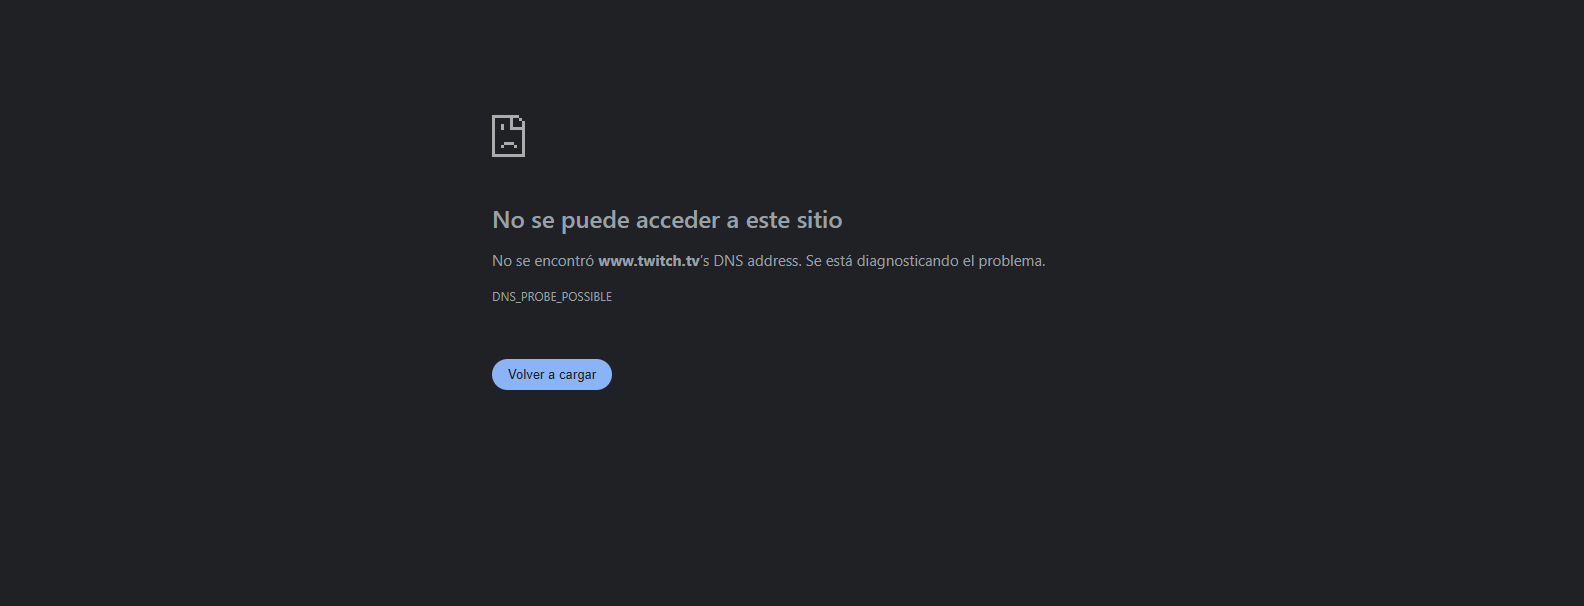 No se puede acceder a este sitio
No se encontró www.twitch.tv's DNS address. Se está diagnosticando el problema.
DNS_PROBE_POSSIBLE
Volver a cargar